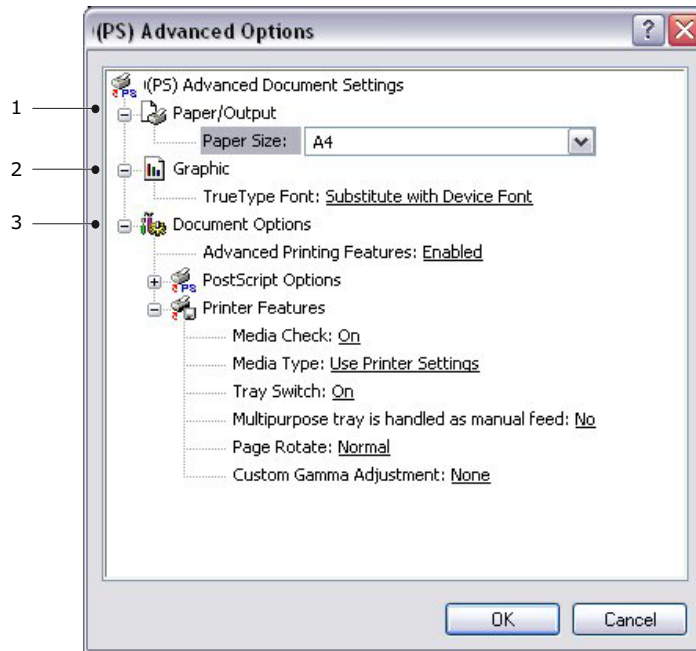 (PS) Advanced Options
(PS) Advanced Document Settings
1
Paper/Output
Paper Size: A4
2
Graphic
TrueType Font: Substitute with Device Font
3
Document Options
Advanced Printing Features: Enabled
PostScript Options
Printer Features
Media Check: On
Media Type: Use Printer Settings
Tray Switch: On
Multipurpose tray is handled as manual feed: No
Page Rotate: Normal
Custom Gamma Adjustment: None
OK Cancel